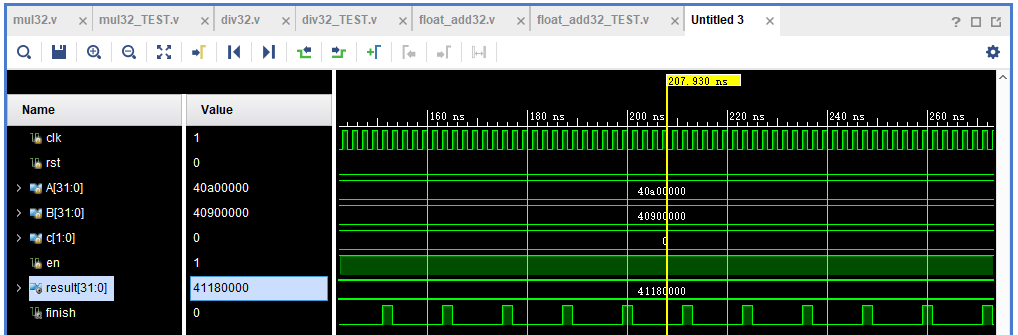 mul32.v mul32_TEST.v div32.v div32_TEST.v float_add32.v float_add32_TEST.v Untitled 3
207.930 ns
Name Value
160 ns 180 ns 200 ns 220 ns 240 ns 260 ns
clk 1
rst 0
A[31:0] 40a00000 40a00000
B[31:0] 40900000 40900000
c[1:0] 0 0
en 1
result[31:0] 41180000 41180000
finish 0